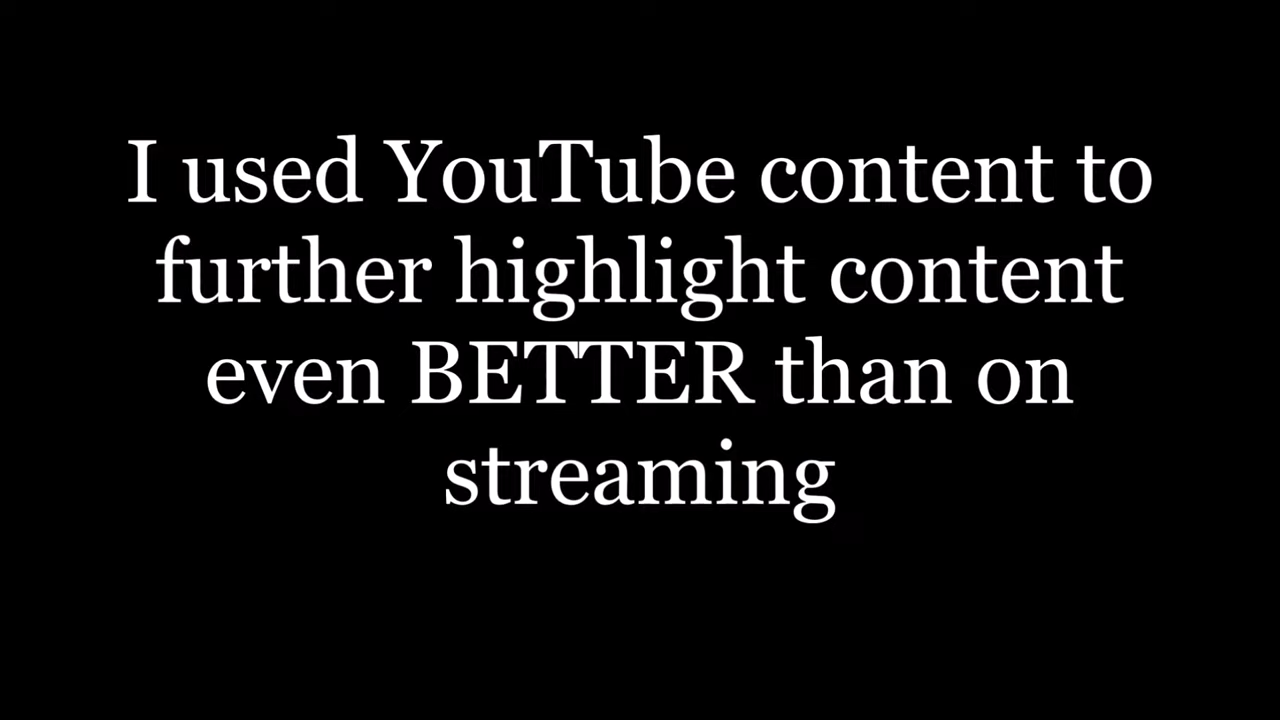 I used YouTube content to
further highlight content
even BETTER than on
streaming